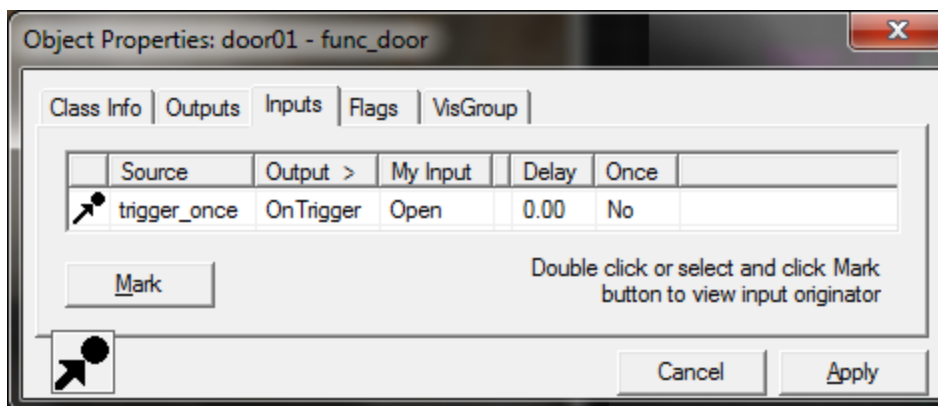 Object Properties: door01 - func_door
x
Class Info Outputs Inputs Flags VisGroup
Source Output > My Input Delay Once
trigger_once OnTrigger Open 0.00 No
Mark
Double click or select and click Mark
button to view input originator
Cancel Apply